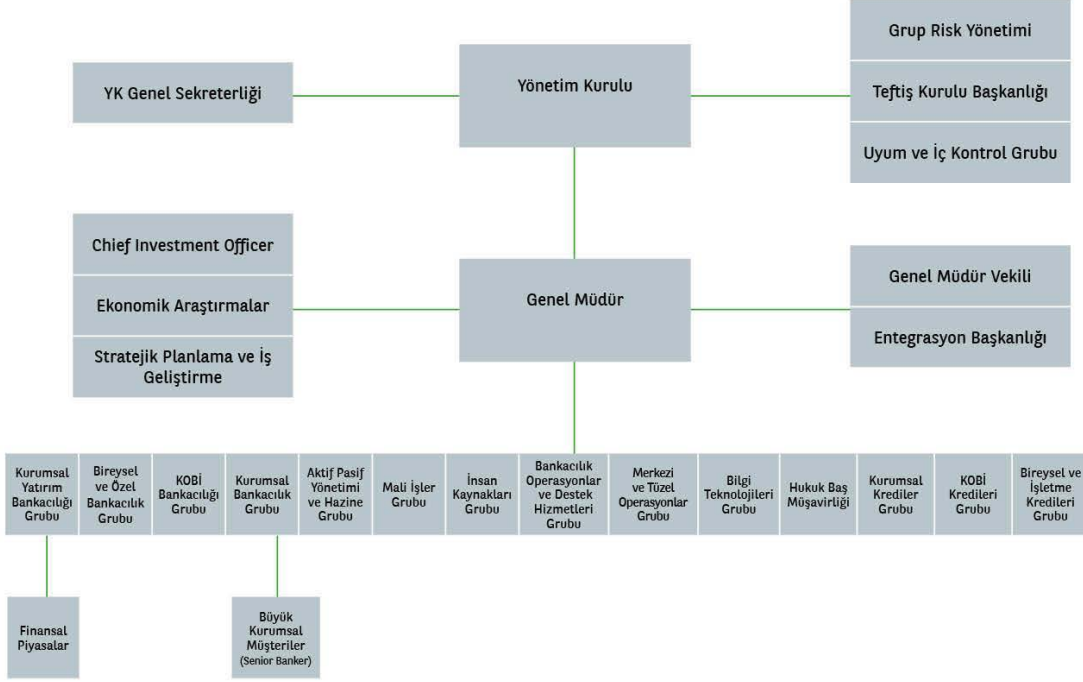 Grup Risk Yönetimi
YK Genel Sekreterliği
Yönetim Kurulu
Teftiş Kurulu Başkanlığı
Uyum ve İç Kontrol Grubu
Chief Investment Officer
Ekonomik Araştırmalar
Stratejik Planlama ve İş
Geliştirme
Genel Müdür
Genel Müdür Vekili
Entegrasyon Başkanlığı
Kurumsal
Yatırım
Bankacılığı
Grubu
Bireysel
ve Özel
Bankacılık
Grubu
KOBİ
Bankacılığı
Grubu
Kurumsal
Bankacılık
Grubu
Aktif Pasif
Yönetimi
ve Hazine
Grubu
Mali İşler
Grubu
İnsan
Kaynakları
Grubu
Bankacılık
Operasyonlar
ve Destek
Hizmetleri
Grubu
Merkezi
ve Tüzel
Operasyonlar
Grubu
Bilgi
Teknolojileri
Grubu
Hukuk Baş
Müşavirliği
Kurumsal
Krediler
Grubu
KOBİ
Kredileri
Grubu
Bireysel ve
İşletme
Kredileri
Grubu
Finansal
Piyasalar
Büyük
Kurumsal
Müşteriler
(Senior Banker)